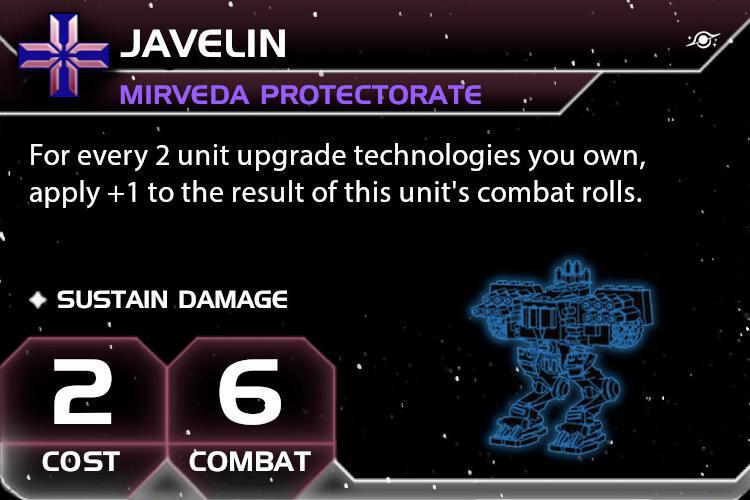 JAVELIN
MIRVEDA PROTECTORATE
For every 2 unit upgrade technologies you own,
apply +1 to the result of this unit's combat rolls.
SUSTAIN DAMAGE
2 6
COST COMBAT